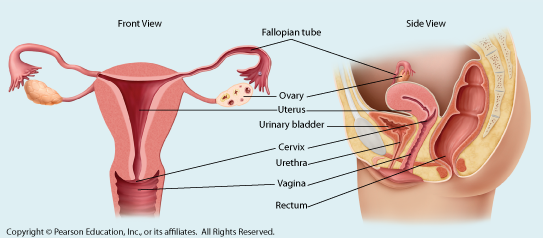 Front View
Side View
Fallopian tube
Ovary
Uterus
Urinary bladder
Cervix
Urethra
Vagina
Rectum
Copyright © Pearson Education, Inc., or its affiliates. All Rights Reserved.